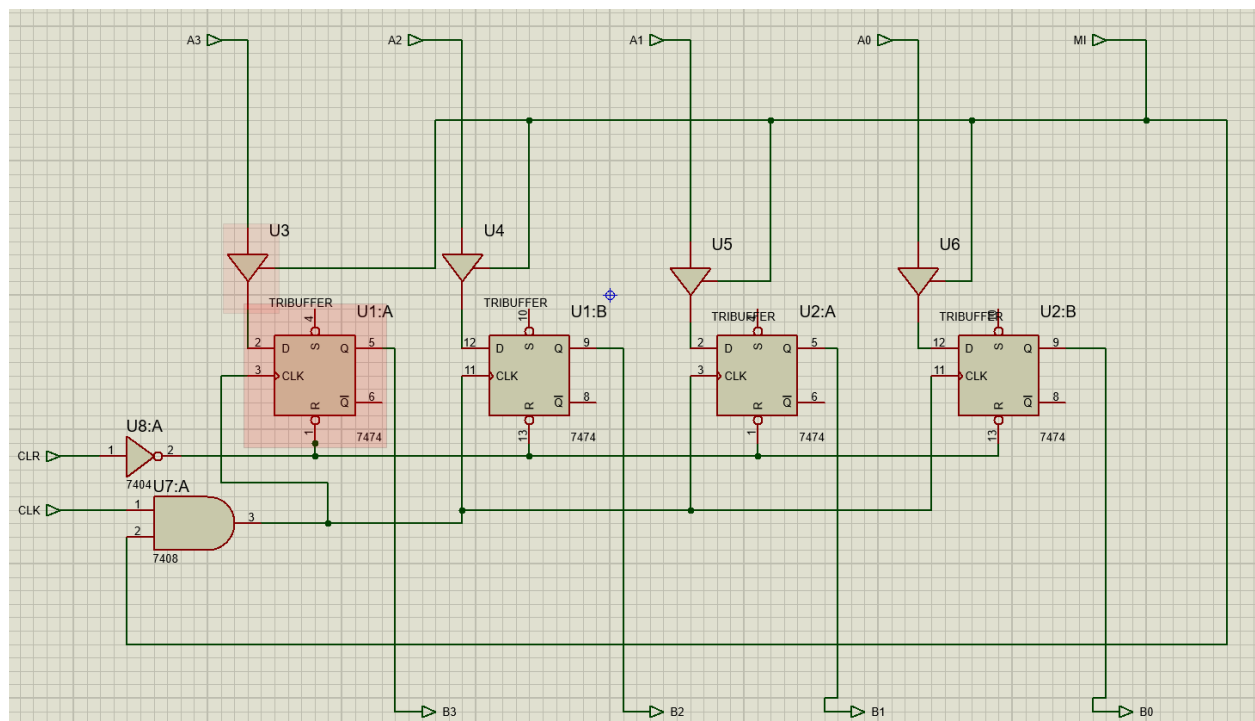 A3
A2
A1
A0
MI
U3
U4
U5
U6
TRIBUFFER
TRIBUFFER
TRIBUFFER
TRIBUFFER
U1:A
U1:B
U2:A
U2:B
4
10
2 D S Q 5
12 D S Q 9
2 D S Q 5
12 D S Q 9
3 CLK
11 CLK
3 CLK
11 CLK
R Q 6
R Q 8
R Q 6
R Q 8
1
13
1
13
7474
7474
7474
7474
U8:A
CLR
1
2
7404
U7:A
CLK
1
2
3
7408
B3
B2
B1
B0